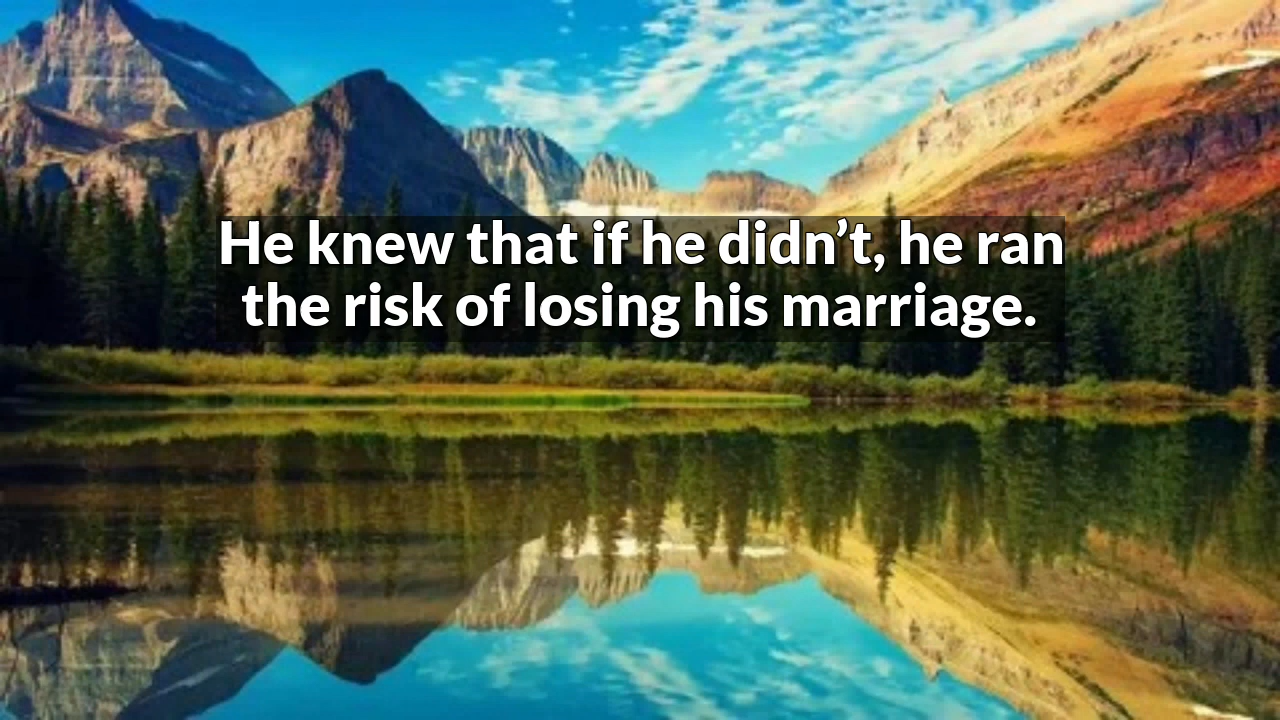 He knew that if he didn’t, he ran
the risk of losing his marriage.